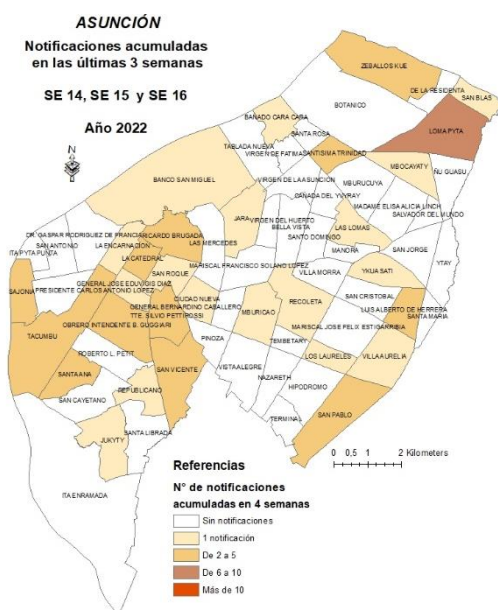 ASUNCIÓN
Notificaciones acumuladas
en las últimas 3 semanas
SE 14, SE 15 y SE 16
Año 2022
N
ZEBALLOS KUE
DE LA RESIDENTA
SAN BLAS
BOTANICO
BAÑADO CARA CARA
SANTA ROSA
LOMA PYTA
TABLADA NUEVA
VIRGEN DE FATIMA
SANTISIMA TRINIDAD
MBOCAYATY
ÑU GUASU
BANCO SAN MIGUEL
VIRGEN DE LA ASUNCION
MBURUCUYA
CAÑADA DEL YVYRAY
MADAME ELISA ALICIA LINCH
SALVADOR DEL MUNDO
JARA
VIRGEN DEL HUERTO
BELLA VISTA
LAS LOMAS
DR. GASPAR RODRIGUEZ DE FRANCIA
RICARDO BRUGADA
LAS MERCEDES
SANTO DOMINGO
SAN ANTONIO
LA ENCARNACION
MANORA
SAN JORGE
ITA PYTA PUNTA
LA CATEDRAL
MARISCAL FRANCISCO SOLANO LOPEZ
YTAY
SAN ROQUE
VILLA MORRA
YKUA SATI
GENERAL JOSE EDUVIGIS DIAZ
CIUDAD NUEVA
SAJONIA
PRESIDENTE CARLOS ANTONIO LOPEZ
GENERAL BERNARDINO CABALLERO
RECOLETA
SAN CRISTOBAL
LUIS ALBERTO DE HERRERA
SANTA MARIA
TTE. SILVIO PETTIROSSI
MBURICAO
TACUMBU
OBRERO INTENDENTE B. GUGGIARI
MARISCAL JOSE FELIX ESTIGARRIBIA
PINOZA
TEMBETARY
ROBERTO L. PETIT
VISTA ALEGRE
LOS LAURELES
VILLA AURELIA
SANTA ANA
SAN VICENTE
NAZARETH
HIPODROMO
REPUBLICANO
SAN CAYETANO
SAN PABLO
TERMINAL
JUKYTY
SANTA LIBRADA
ITA ENRAMADA
0 0,5 1 2 Kilometers
Referencias
N° de notificaciones
acumuladas en 4 semanas
Sin notificaciones
1 notificación
De 2 a 5
De 6 a 10
Más de 10